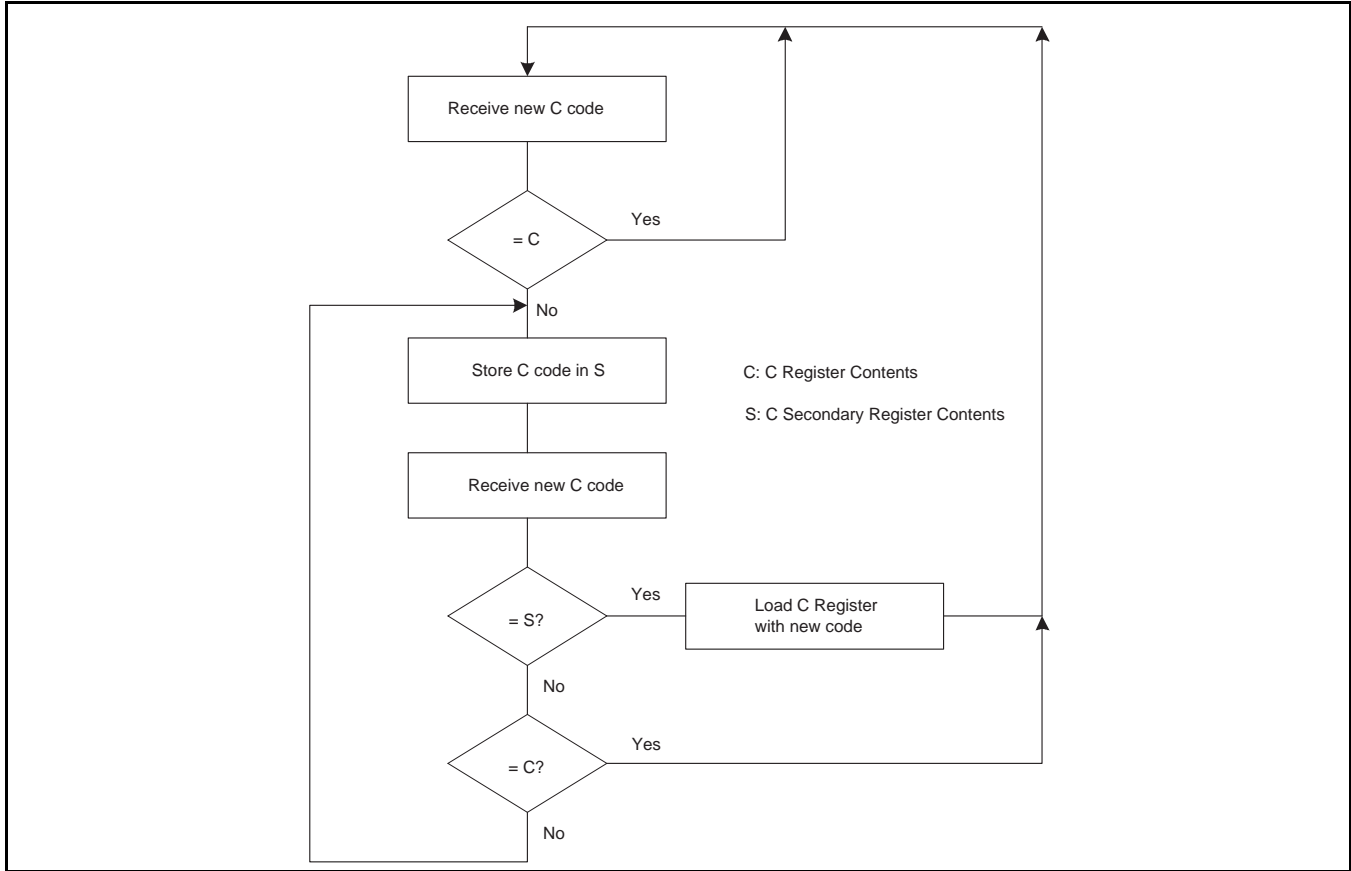 Receive new C code
Yes
= C
No
Store C code in S
C: C Register Contents
S: C Secondary Register Contents
Receive new C code
Yes
Load C Register
with new code
= S?
No
Yes
= C?
No